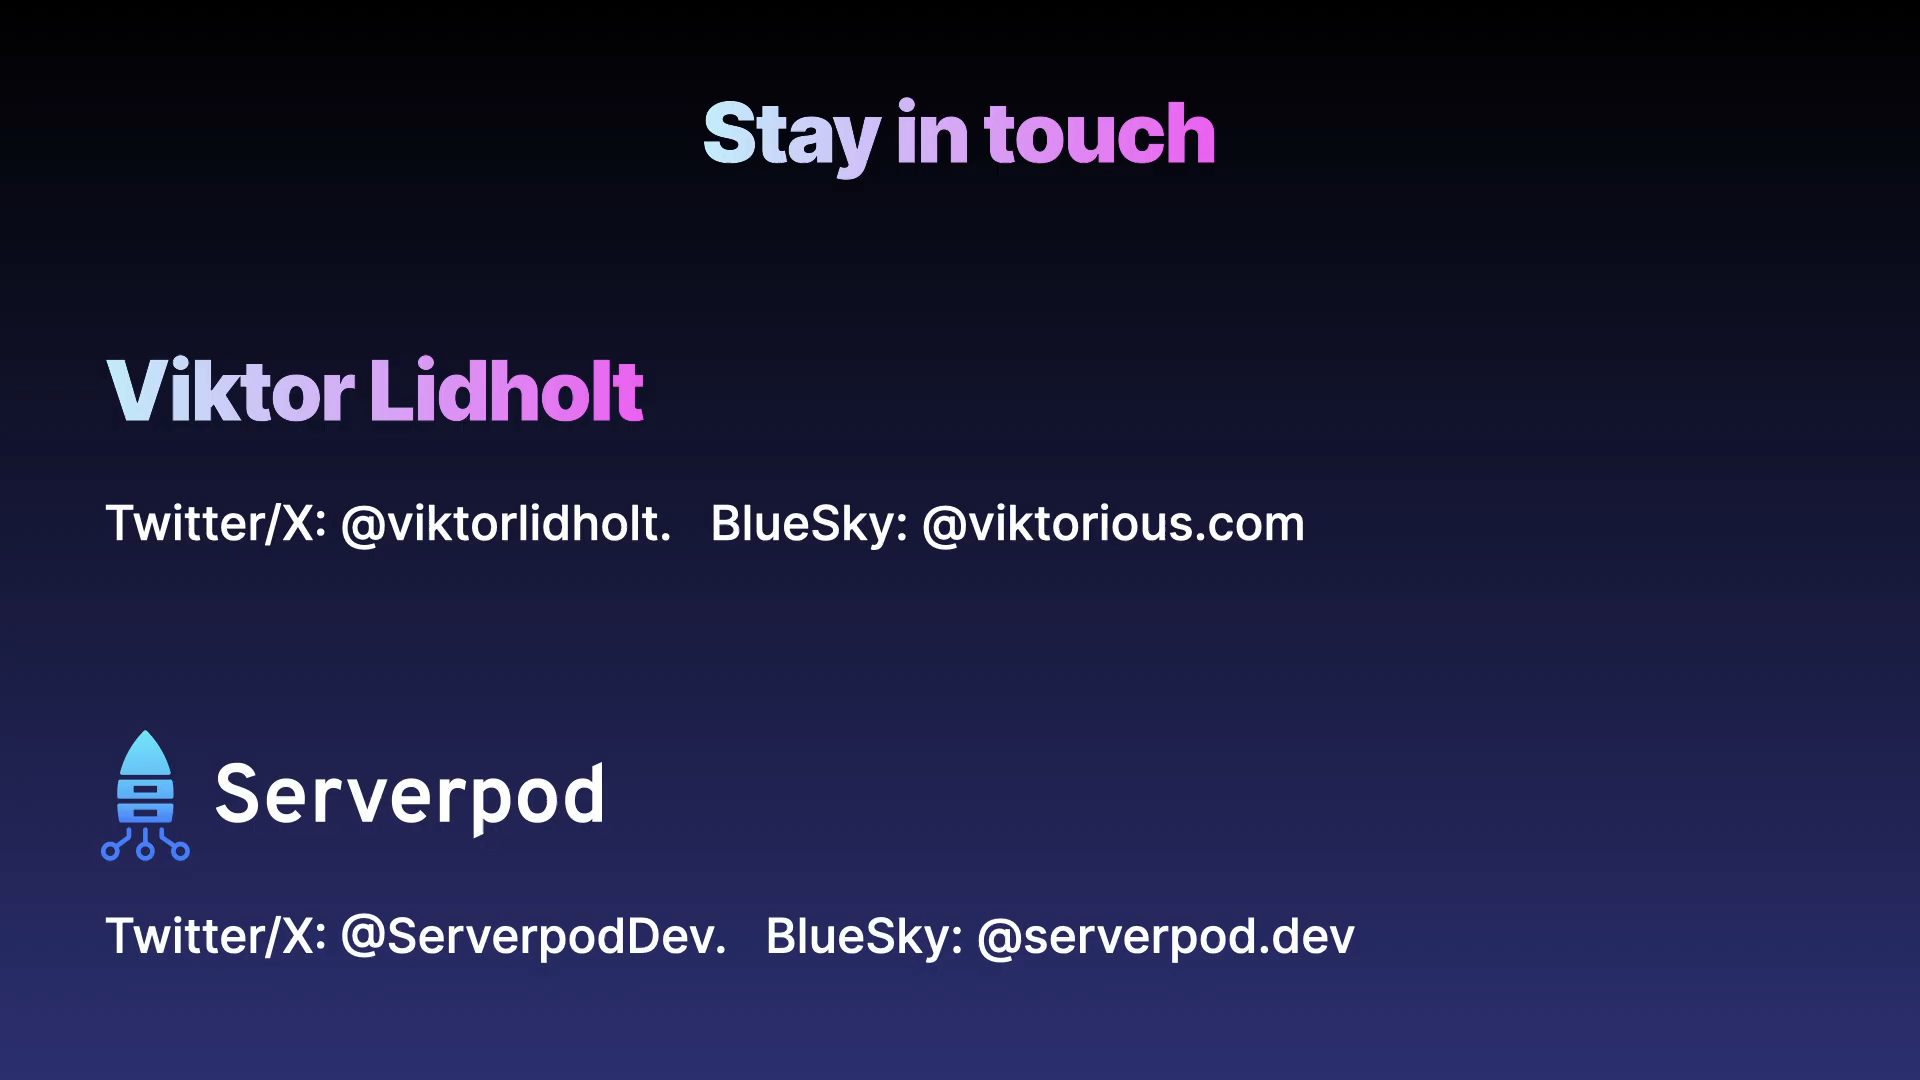 Stay in touch
Viktor Lidholt
Twitter/X: @viktorlidholt.   BlueSky: @viktorious.com
Serverpod
Twitter/X: @ServerpodDev.   BlueSky: @serverpod.dev